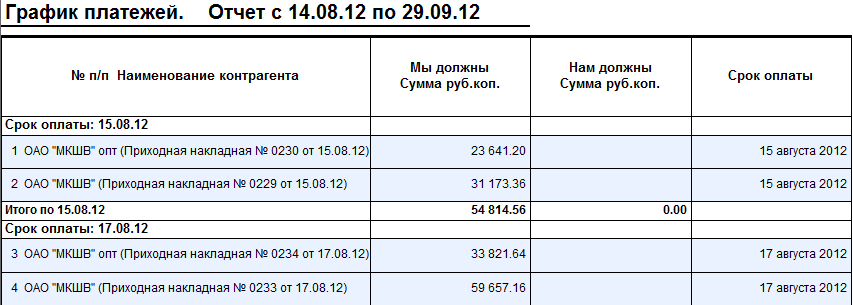 График платежей. Отчет с 14.08.12 по 29.09.12
№ п/п Наименование контрагента Мы должны Сумма руб.коп. Нам должны Сумма руб.коп. Срок оплаты
Срок оплаты: 15.08.12
1 ОАО "МКШВ" опт (Приходная накладная № 0230 от 15.08.12) 23 641.20 15 августа 2012
2 ОАО "МКШВ" (Приходная накладная № 0229 от 15.08.12) 31 173.36 15 августа 2012
Итого по 15.08.12 54 814.56 0.00
Срок оплаты: 17.08.12
3 ОАО "МКШВ" опт (Приходная накладная № 0234 от 17.08.12) 33 821.64 17 августа 2012
4 ОАО "МКШВ" (Приходная накладная № 0233 от 17.08.12) 59 657.16 17 августа 2012